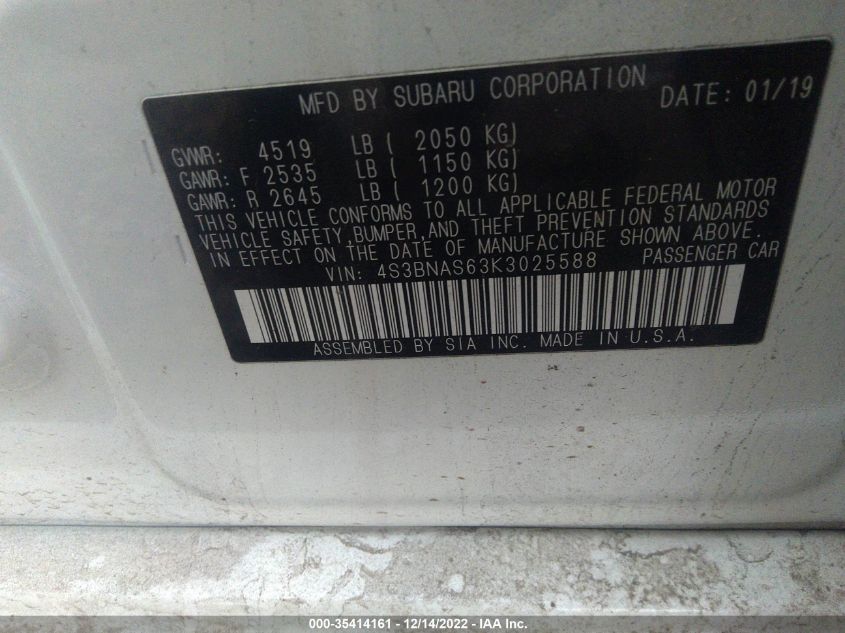 MFD BY SUBARU CORPORATION DATE: 01/19
GVWR: 4519 LB ( 2050 KG)
GAWR: F 2535 LB ( 1150 KG)
GAWR: R 2645 LB ( 1200 KG)
THIS VEHICLE CONFORMS TO ALL APPLICABLE FEDERAL MOTOR
VEHICLE SAFETY,BUMPER,AND THEFT PREVENTION STANDARDS
IN EFFECT ON THE DATE OF MANUFACTURE SHOWN ABOVE.
VIN: 4S3BNAS63K3025588 PASSENGER CAR
ASSEMBLED BY SIA INC. MADE IN U.S.A.
000-35414161 - 12/14/2022 - © IAA Inc.